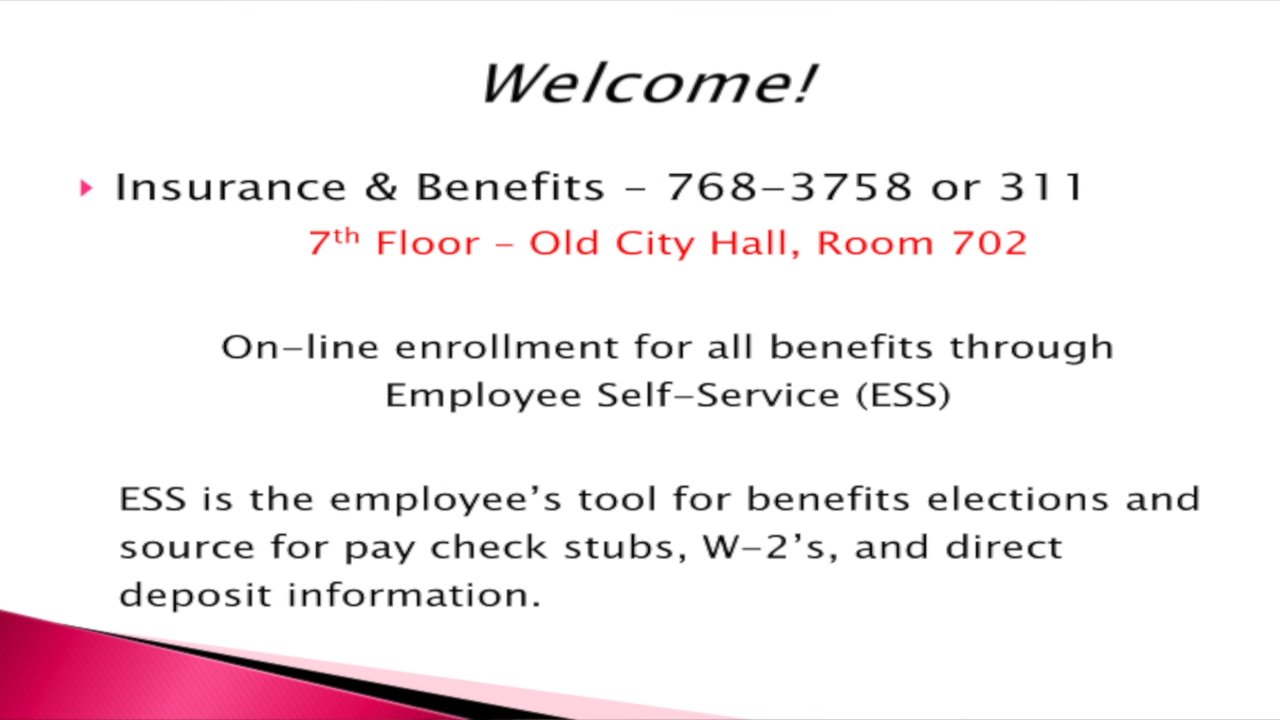 Welcome!
Insurance & Benefits – 768-3758 or 311
7th Floor – Old City Hall, Room 702
On-line enrollment for all benefits through
Employee Self-Service (ESS)
ESS is the employee’s tool for benefits elections and
source for pay check stubs, W-2’s, and direct
deposit information.